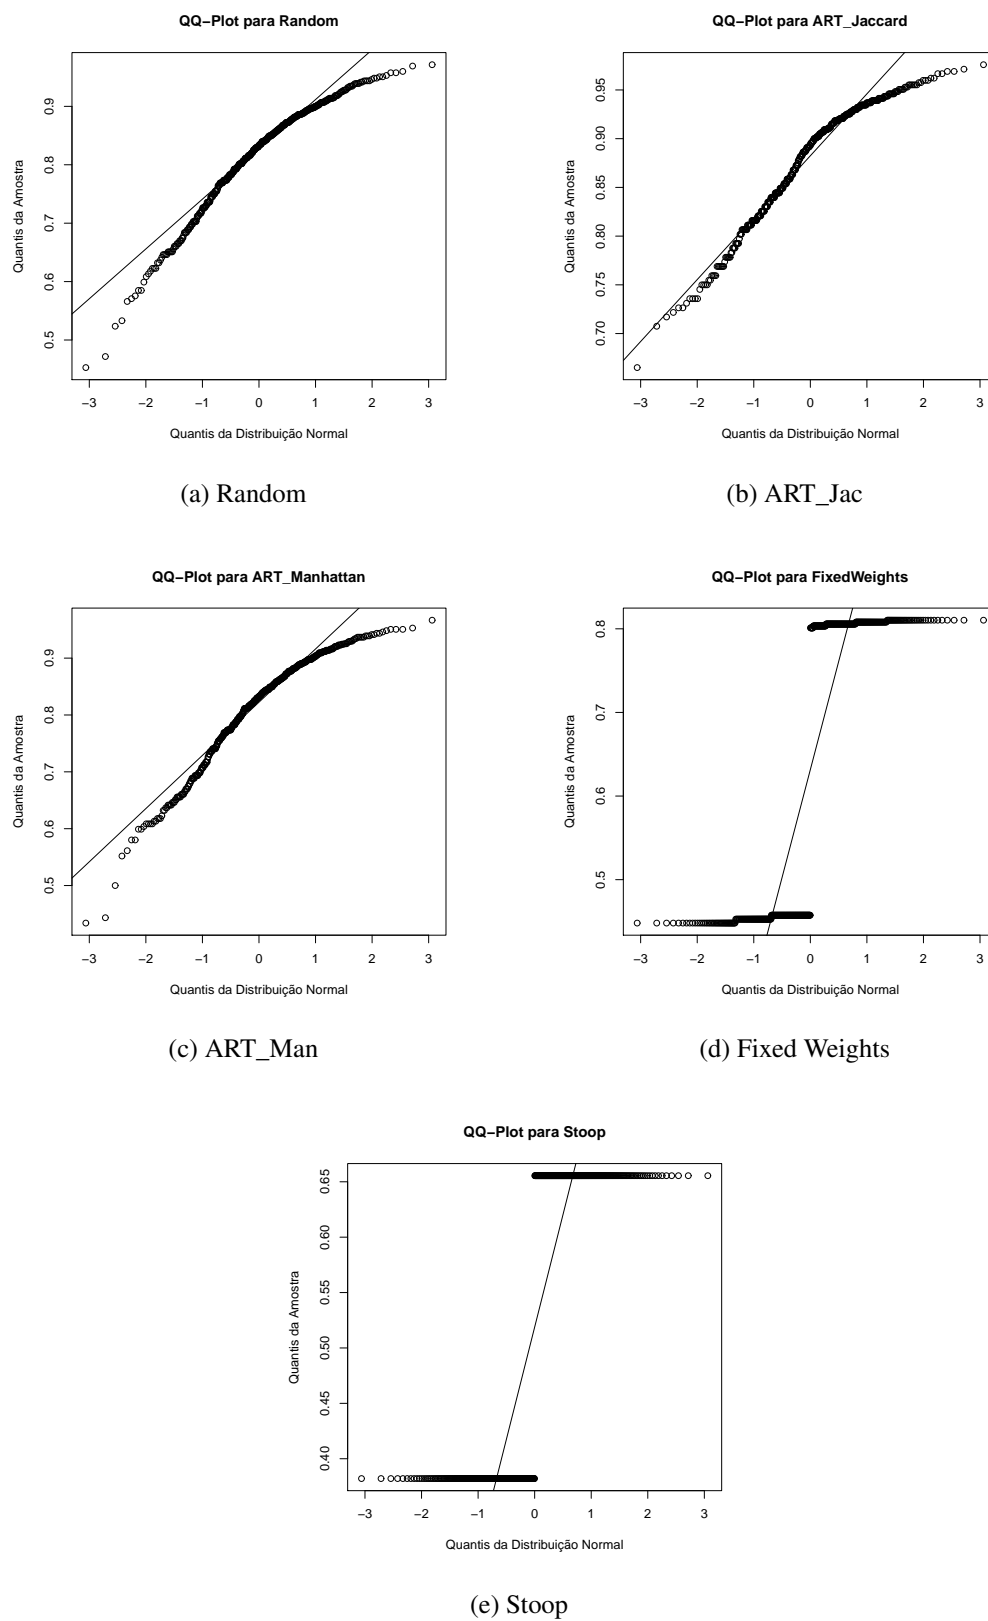 QQ−Plot para Random
QQ−Plot para ART_Jaccard
Quantis da Amostra
0.5 0.6 0.7 0.8 0.9
−3 −2 −1 0 1 2 3
Quantis da Distribuição Normal
Quantis da Amostra
0.70 0.75 0.80 0.85 0.90 0.95
−3 −2 −1 0 1 2 3
Quantis da Distribuição Normal
(a) Random
(b) ART_Jac
QQ−Plot para ART_Manhattan
QQ−Plot para FixedWeights
Quantis da Amostra
0.5 0.6 0.7 0.8 0.9
−3 −2 −1 0 1 2 3
Quantis da Distribuição Normal
Quantis da Amostra
0.5 0.6 0.7 0.8
−3 −2 −1 0 1 2 3
Quantis da Distribuição Normal
(c) ART_Man
(d) Fixed Weights
QQ−Plot para Stoop
Quantis da Amostra
0.40 0.45 0.50 0.55 0.60 0.65
−3 −2 −1 0 1 2 3
Quantis da Distribuição Normal
(e) Stoop